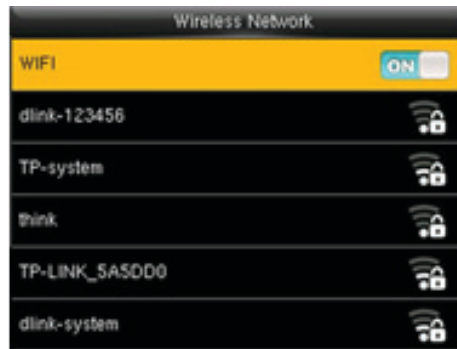 Wireless Network
WIFI
ON
dlink-123456
TP-system
think
TP-LINK_5A5DD0
dlink-system